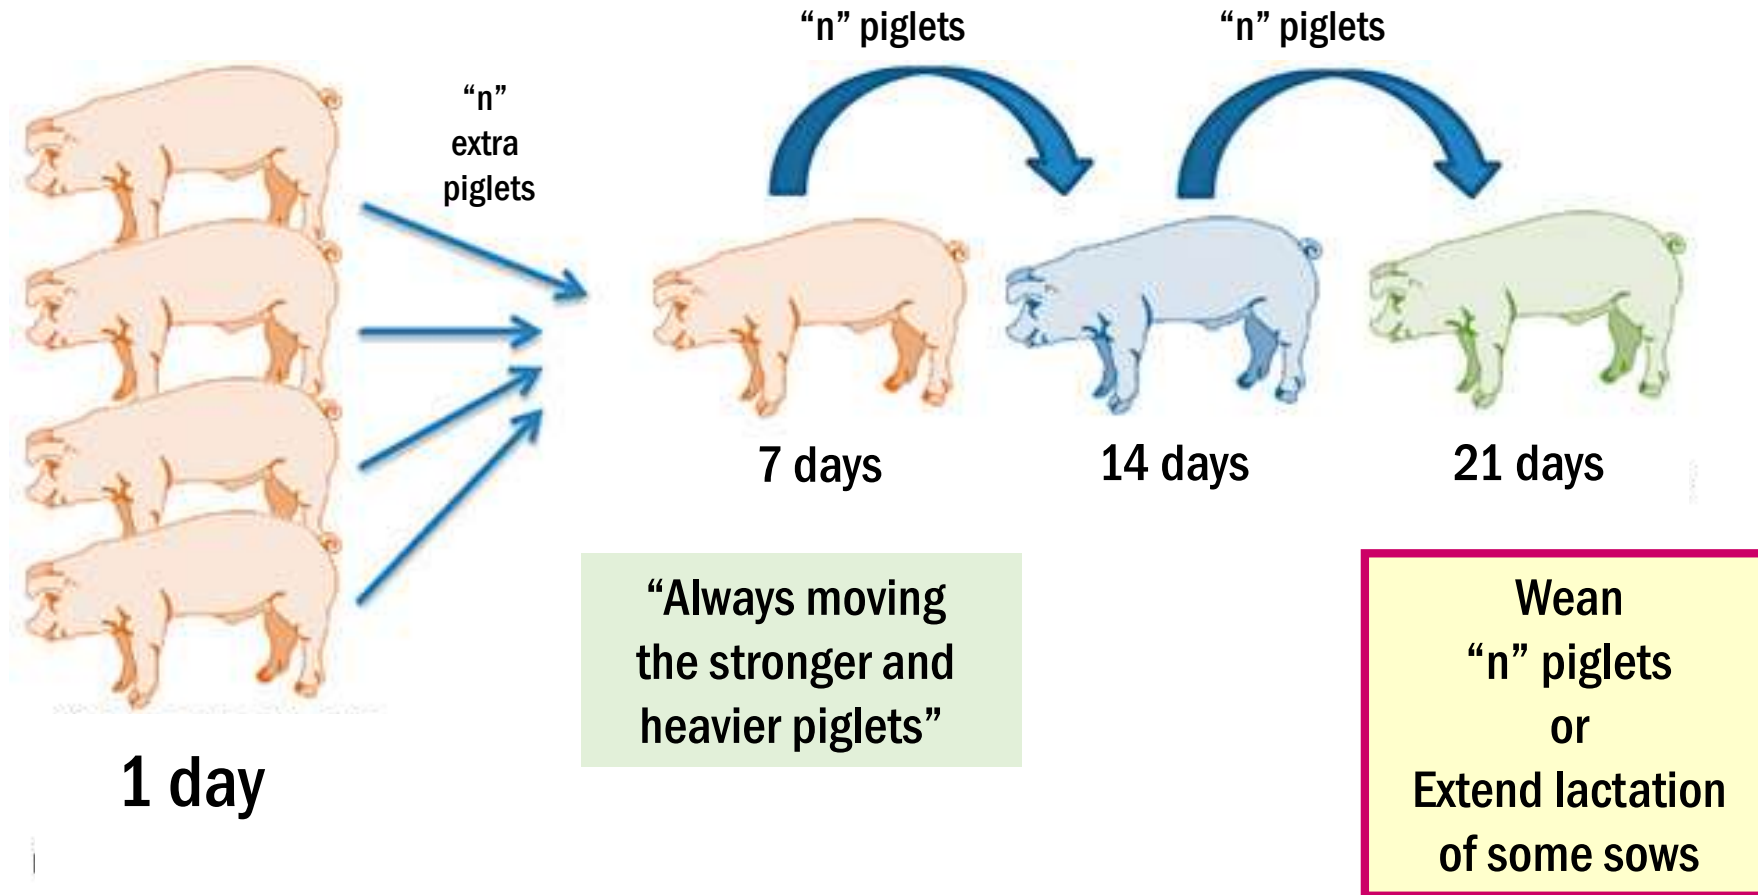 “n” piglets
“n” piglets
“n”
extra
piglets
7 days
14 days
21 days
“Always moving
the stronger and
heavier piglets”
1 day
Wean
“n” piglets
or
Extend lactation
of some sows